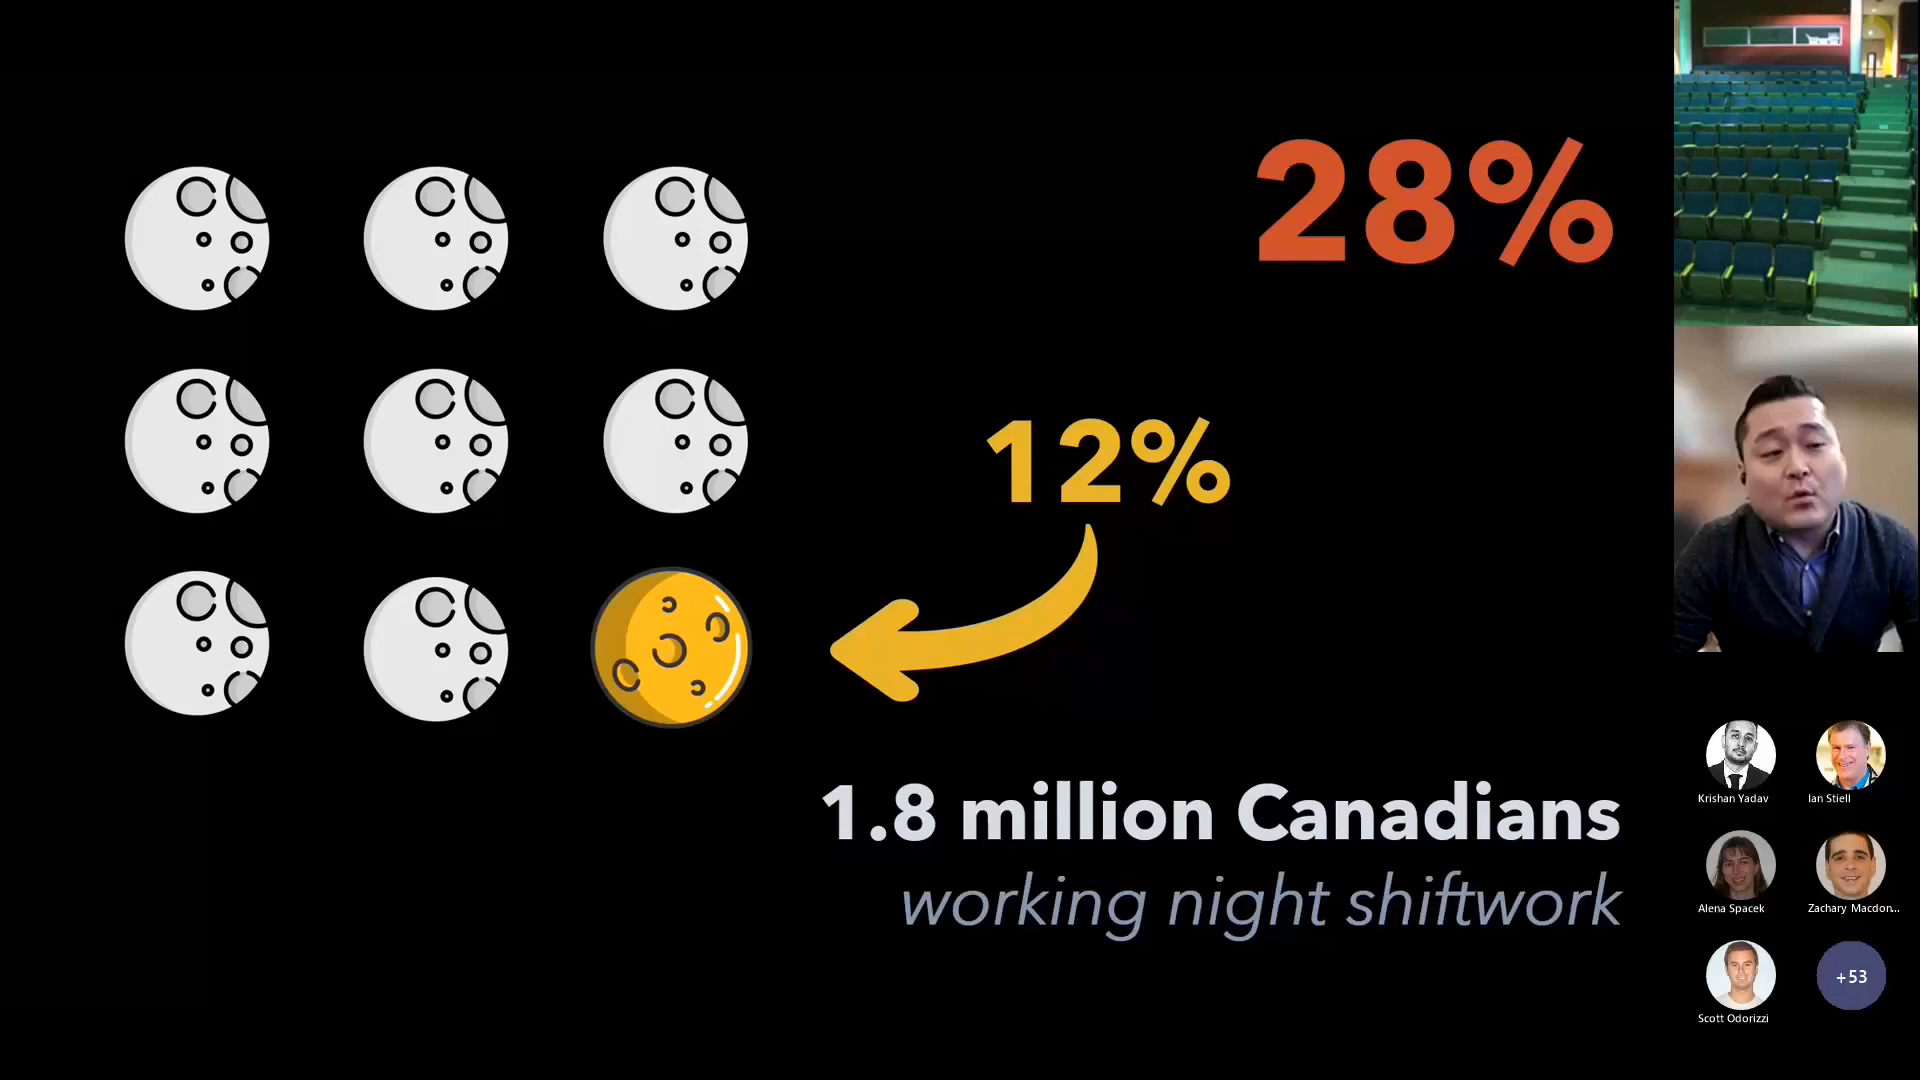 28%
12%
1.8 million Canadians
working night shiftwork
Krishan Yadav
Ian Stiell
Alena Spacek
Zachary Macdon...
Scott Odorizzi
+53